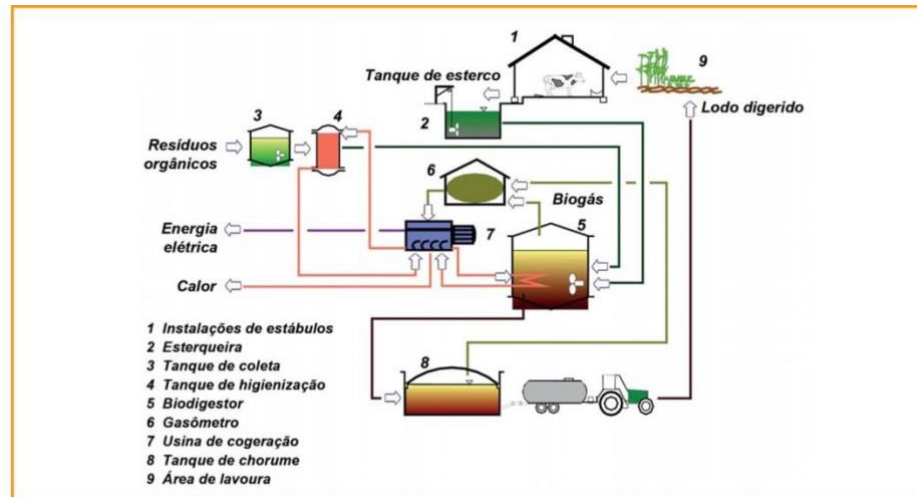 1
9
Tanque de esterco
Lodo digerido
2
3
4
Resíduos
orgânicos
6
Biogás
5
Energia
elétrica
7
Calor
8
1 Instalações de estábulos
2 Esterqueira
3 Tanque de coleta
4 Tanque de higienização
5 Biodigestor
6 Gasômetro
7 Usina de cogeração
8 Tanque de chorume
9 Área de lavoura